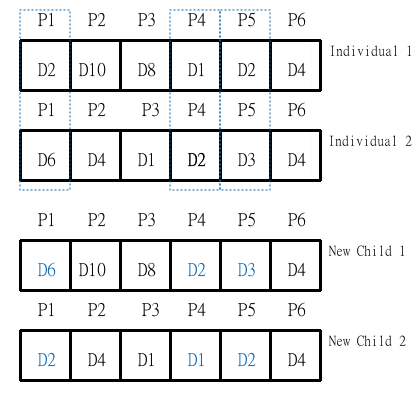 P1 P2 P3 P4 P5 P6
D2 D10 D8 D1 D2 D4 Individual 1
P1 P2 P3 P4 P5 P6
D6 D4 D1 D2 D3 D4 Individual 2
P1 P2 P3 P4 P5 P6
D6 D10 D8 D2 D3 D4 New Child 1
P1 P2 P3 P4 P5 P6
D2 D4 D1 D1 D2 D4 New Child 2